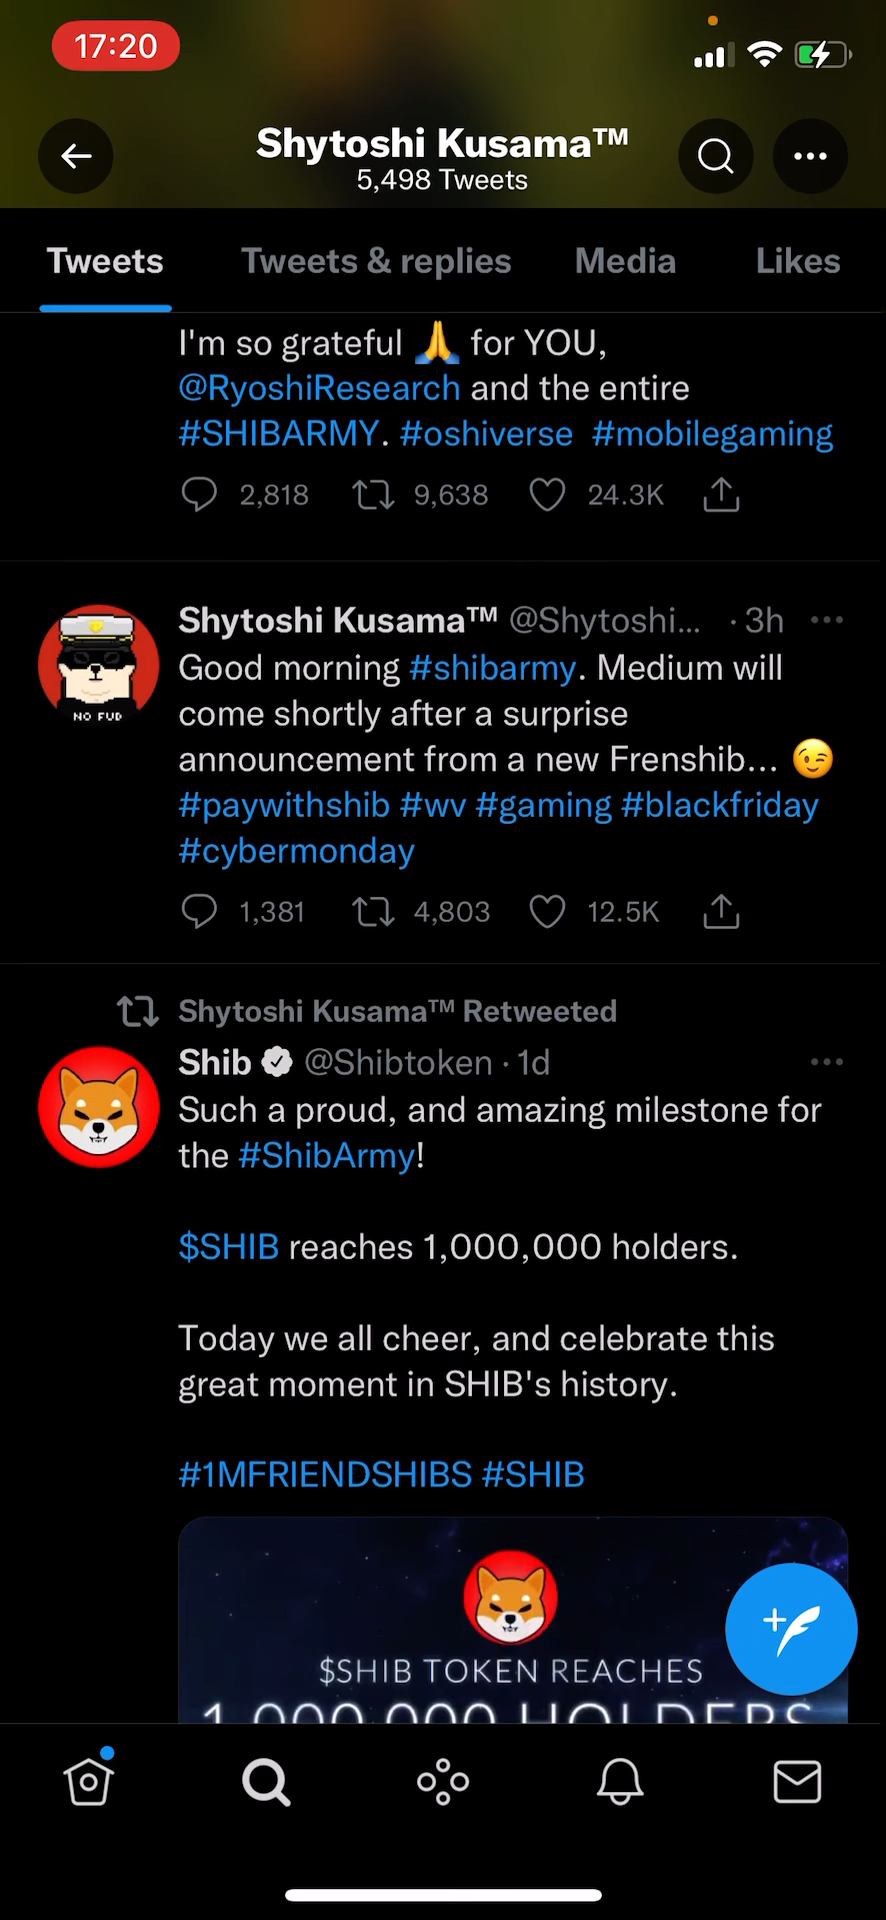 17:20
Shytoshi Kusama™
5,498 Tweets
Tweets Tweets & replies Media Likes
I'm so grateful 🙏 for YOU,
@RyoshiResearch and the entire
#SHIBARMY. #oshiverse #mobilegaming
2,818 9,638 24.3K
Shytoshi Kusama™ @Shytoshi... · 3h
NO FUD
Good morning #shibarmy. Medium will
come shortly after a surprise
announcement from a new Frenshib... 😉
#paywithshib #wv #gaming #blackfriday
#cybermonday
1,381 4,803 12.5K
Shytoshi Kusama™ Retweeted
Shib @Shibtoken · 1d
Such a proud, and amazing milestone for
the #ShibArmy!
$SHIB reaches 1,000,000 holders.
Today we all cheer, and celebrate this
great moment in SHIB's history.
#1MFRIENDSHIBS #SHIB
$SHIB TOKEN REACHES
1,000,000 HOLDERS